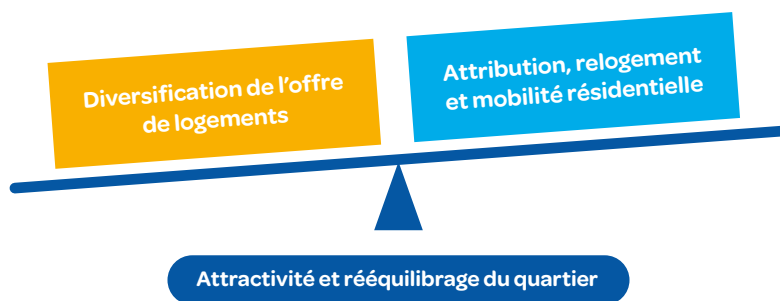 Diversification de l’offre
de logements
Attribution, relogement
et mobilité résidentielle
Attractivité et rééquilibrage du quartier